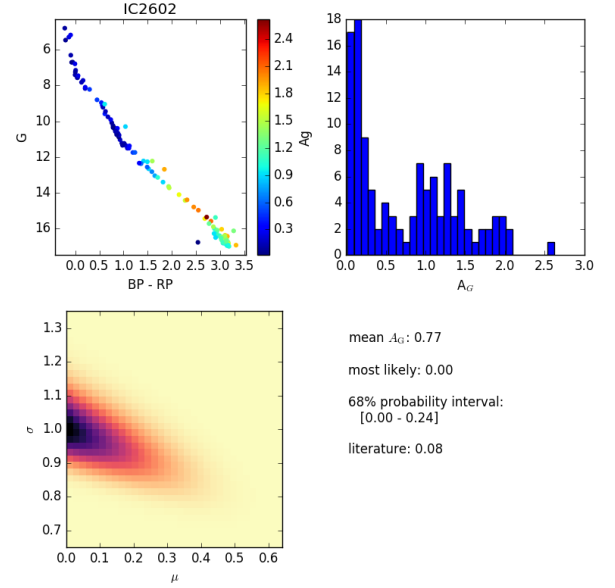 IC2602
6
8
10
12
14
16
G
0.0 0.5 1.0 1.5 2.0 2.5 3.0 3.5
BP - RP
2.4
2.1
1.8
1.5
1.2
0.9
0.6
0.3
Ag
18
16
14
12
10
8
6
4
2
0
0.0 0.5 1.0 1.5 2.0 2.5 3.0
A_G
1.3
1.2
1.1
1.0
0.9
0.8
0.7
σ
0.0 0.1 0.2 0.3 0.4 0.5 0.6
μ
mean A_G: 0.77
most likely: 0.00
68% probability interval:
[0.00 - 0.24]
literature: 0.08